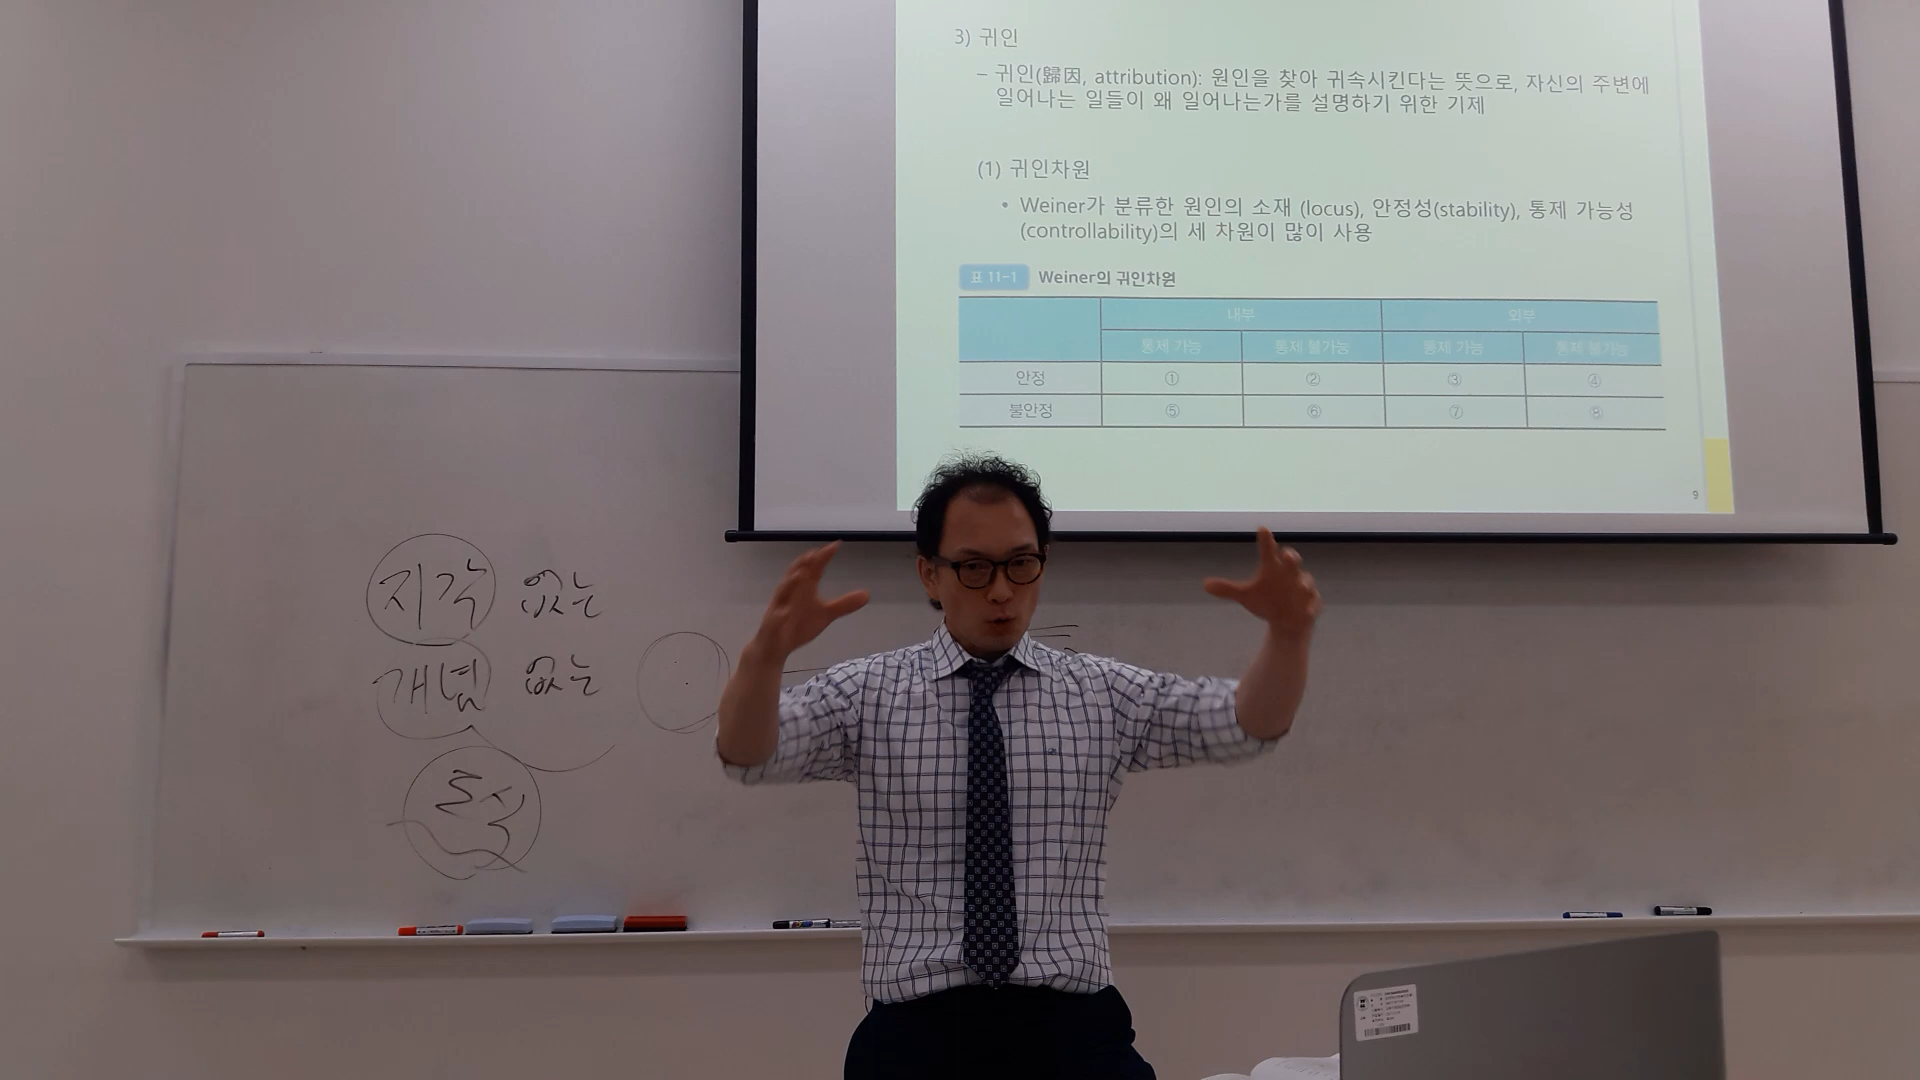 3) 귀인
– 귀인(歸因, attribution): 원인을 찾아 귀속시킨다는 뜻으로, 자신의 주변에
일어나는 일들이 왜 일어나는가를 설명하기 위한 기제
(1) 귀인차원
• Weiner가 분류한 원인의 소재 (locus), 안정성(stability), 통제 가능성
(controllability)의 세 차원이 많이 사용
표 11-1 Weiner의 귀인차원
내부 외부
통제 가능 통제 불가능 통제 가능 통제 불가능
안정 ① ② ③ ④
불안정 ⑤ ⑥ ⑦ ⑧
9
지각 없는
개념 없는